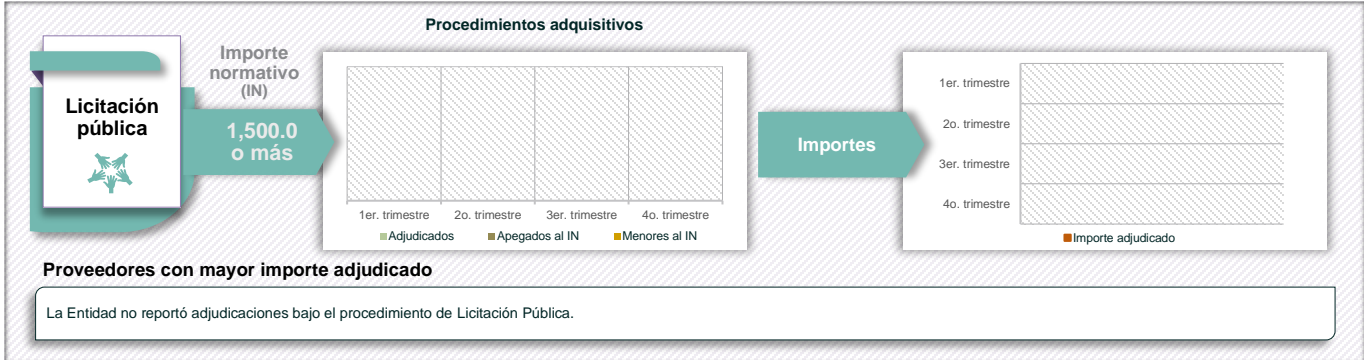 Procedimientos adquisitivos
Licitación
pública
Importe
normativo
(IN)
1,500.0
o más
1er. trimestre 2o. trimestre 3er. trimestre 4o. trimestre
Adjudicados Apegados al IN Menores al IN
Importes
1er. trimestre
2o. trimestre
3er. trimestre
4o. trimestre
Importe adjudicado
Proveedores con mayor importe adjudicado
La Entidad no reportó adjudicaciones bajo el procedimiento de Licitación Pública.